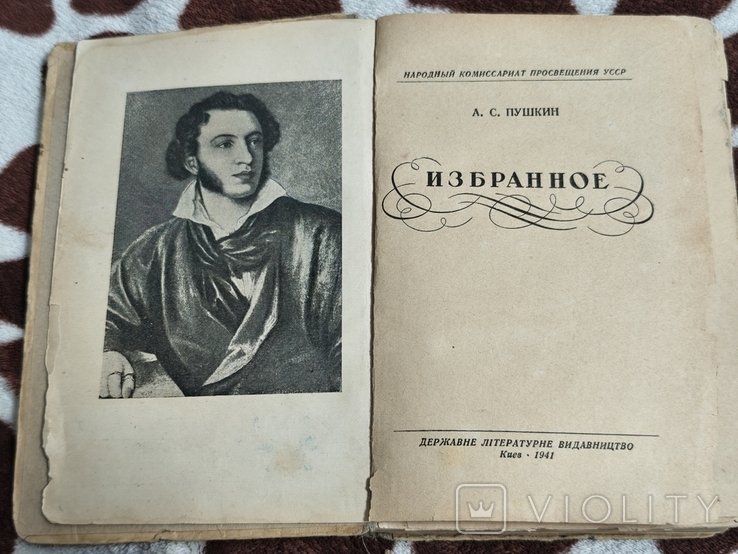 НАРОДНЫЙ КОМИССАРИАТ ПРОСВЕЩЕНИЯ УССР
А. С. ПУШКИН
ИЗБРАННОЕ
ДЕРЖАВНЕ ЛІТЕРАТУРНЕ ВИДАВНИЦТВО
Киев · 1941
VIOLITY